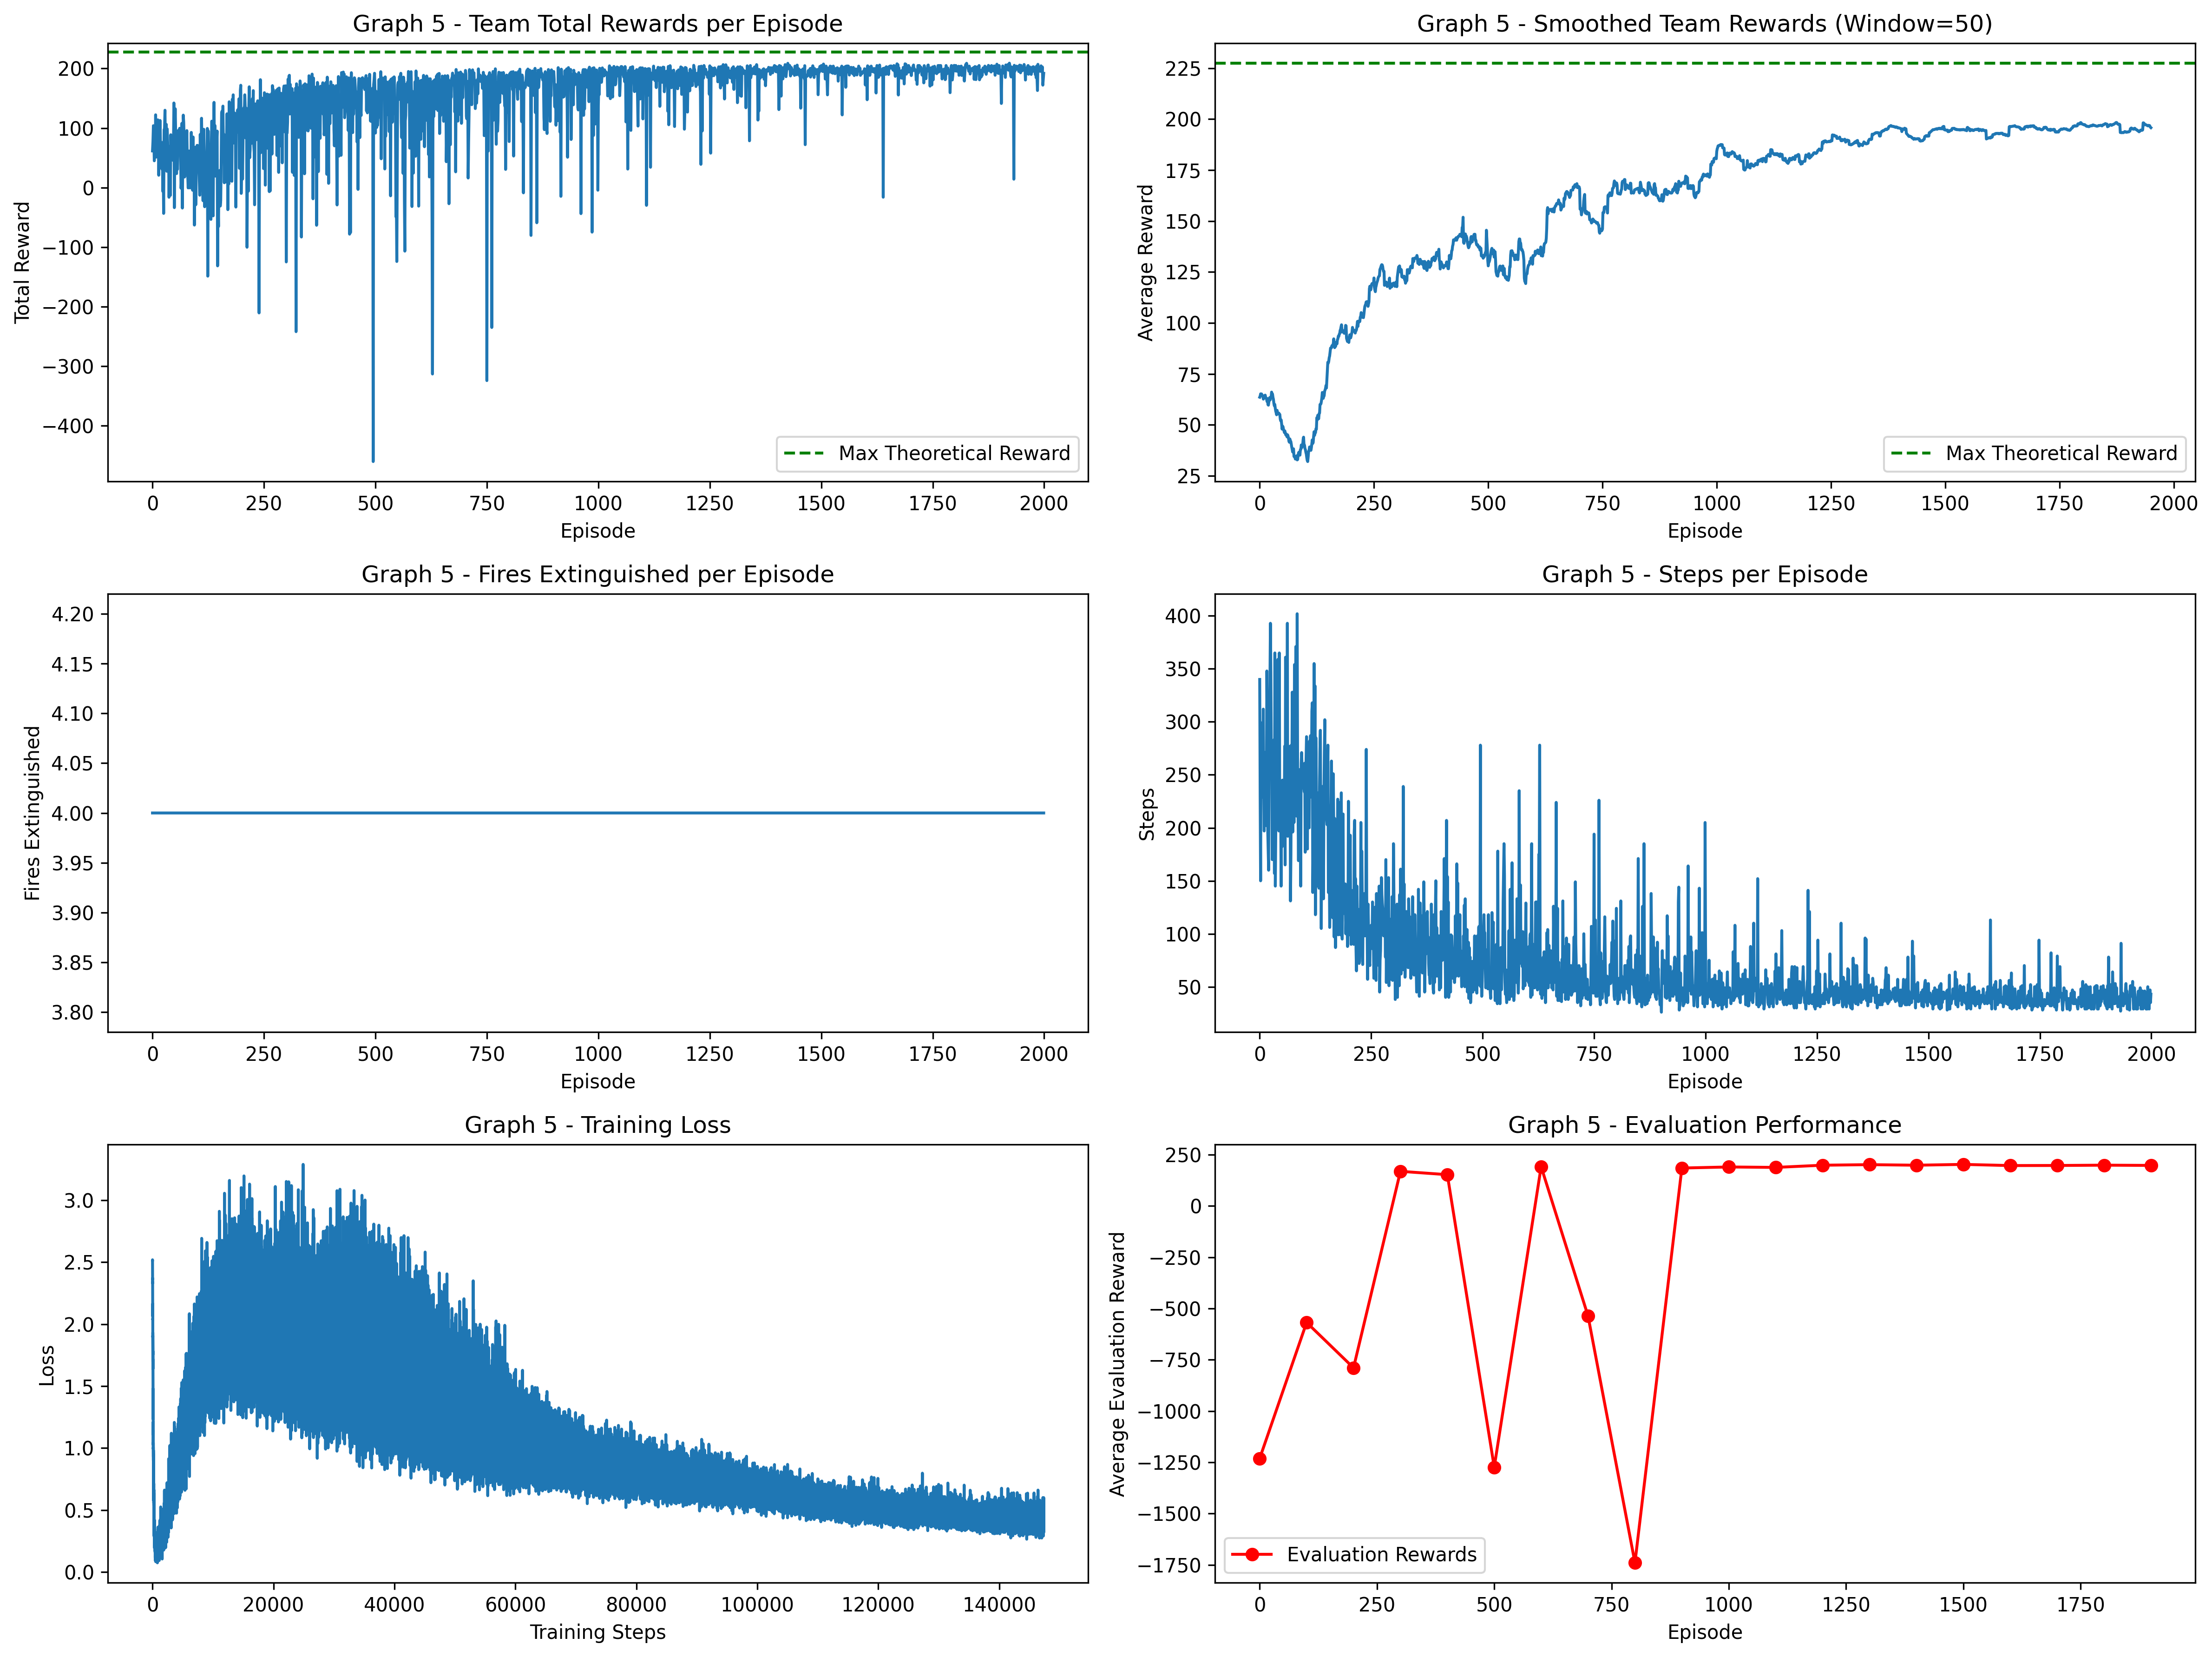 Graph 5 - Team Total Rewards per Episode
Total Reward
200
100
0
−100
−200
−300
−400
Max Theoretical Reward
0 250 500 750 1000 1250 1500 1750 2000
Episode
Graph 5 - Smoothed Team Rewards (Window=50)
Average Reward
225
200
175
150
125
100
75
50
25
Max Theoretical Reward
0 250 500 750 1000 1250 1500 1750 2000
Episode
Graph 5 - Fires Extinguished per Episode
Fires Extinguished
4.20
4.15
4.10
4.05
4.00
3.95
3.90
3.85
3.80
0 250 500 750 1000 1250 1500 1750 2000
Episode
Graph 5 - Steps per Episode
Steps
400
350
300
250
200
150
100
50
0 250 500 750 1000 1250 1500 1750 2000
Episode
Graph 5 - Training Loss
Loss
3.0
2.5
2.0
1.5
1.0
0.5
0.0
0 20000 40000 60000 80000 100000 120000 140000
Training Steps
Graph 5 - Evaluation Performance
Average Evaluation Reward
250
0
−250
−500
−750
−1000
−1250
−1500
−1750
Evaluation Rewards
0 250 500 750 1000 1250 1500 1750
Episode